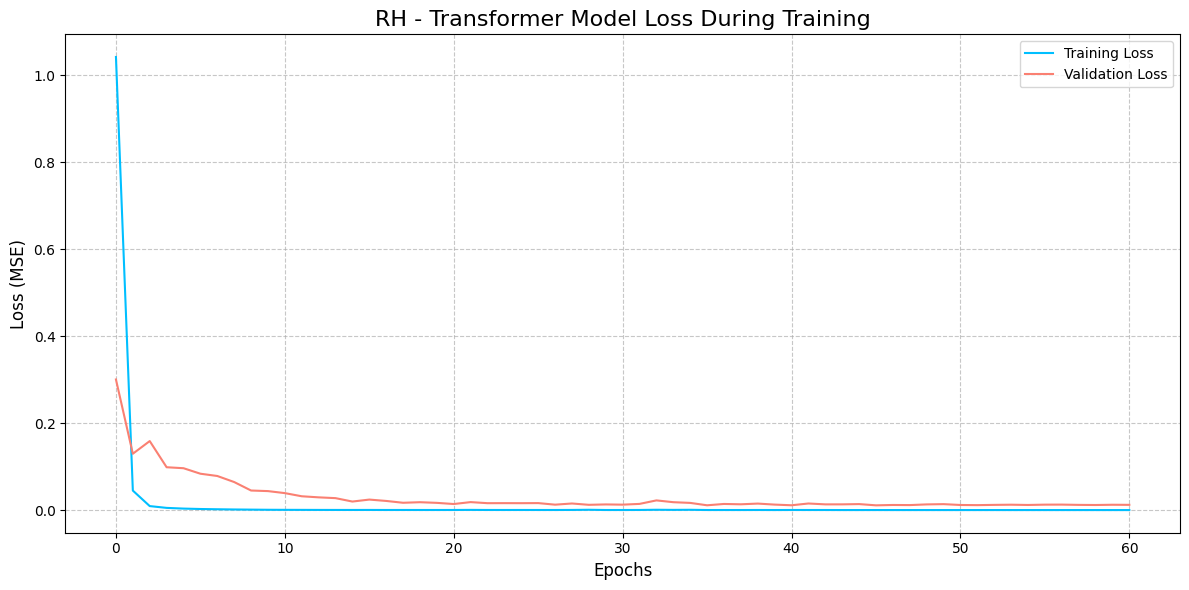 RH - Transformer Model Loss During Training
Training Loss
Validation Loss
Loss (MSE)
1.0
0.8
0.6
0.4
0.2
0.0
0 10 20 30 40 50 60
Epochs